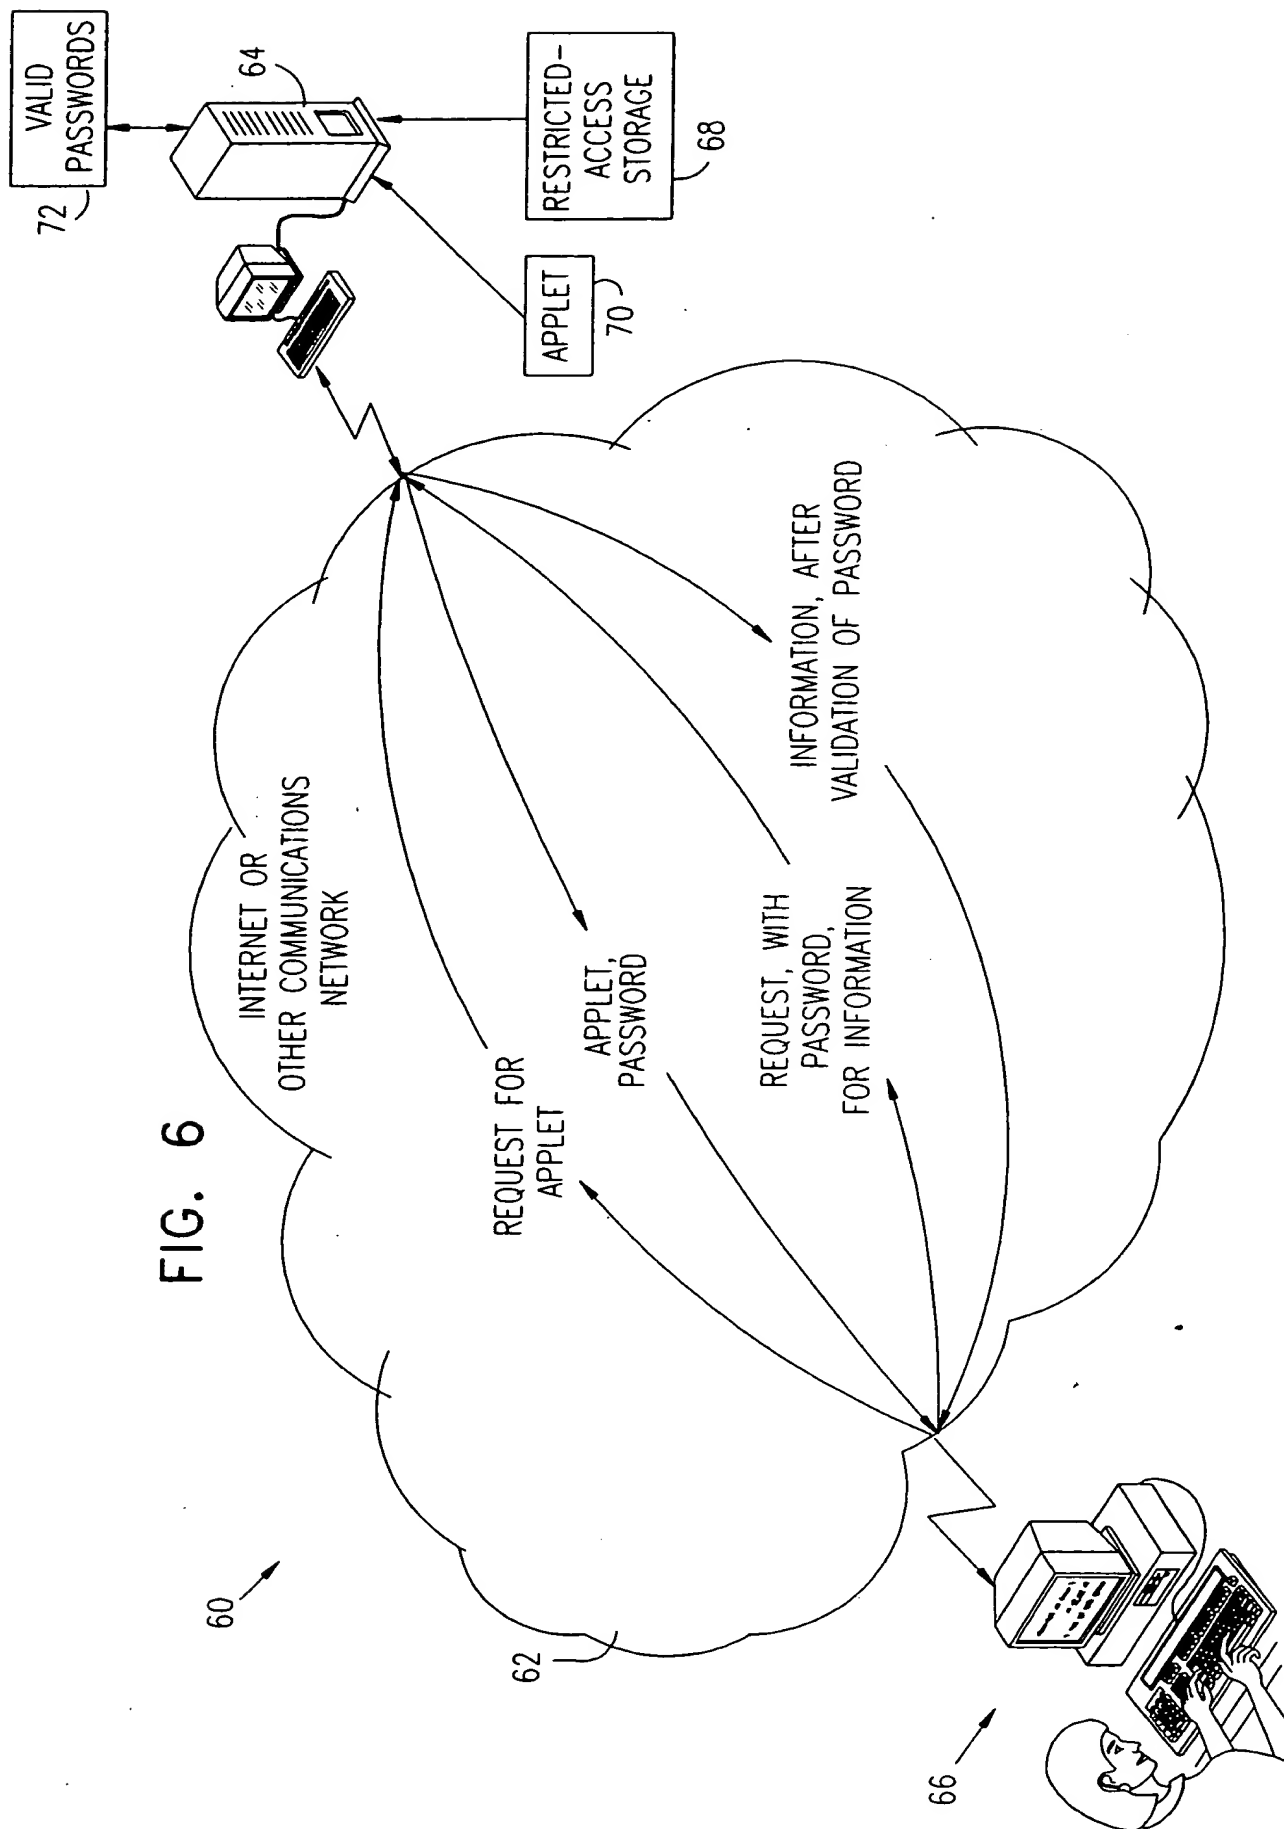 FIG. 6
60
INTERNET OR
OTHER COMMUNICATIONS
NETWORK
62
REQUEST FOR
APPLET
APPLET,
PASSWORD
REQUEST, WITH
PASSWORD,
FOR INFORMATION
INFORMATION, AFTER
VALIDATION OF PASSWORD
66
VALID
PASSWORDS
72
64
APPLET
70
RESTRICTED-
ACCESS
STORAGE
68